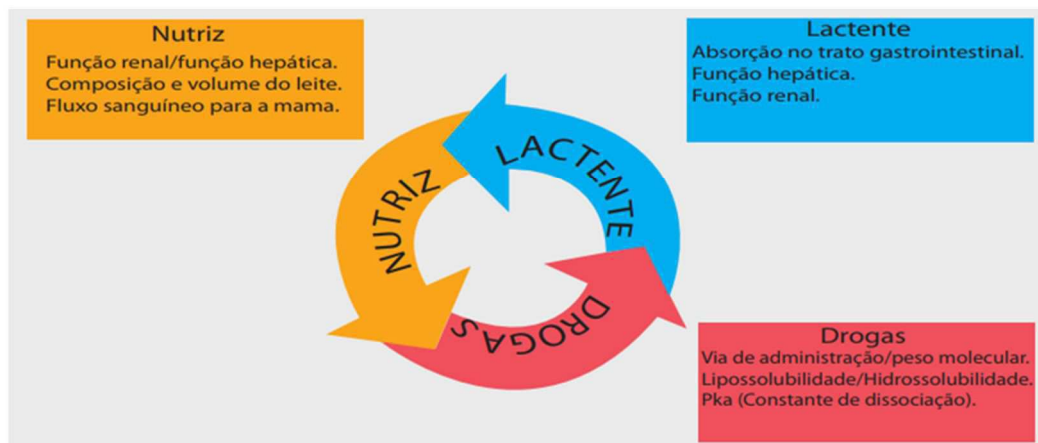 Nutriz
Função renal/função hepática.
Composição e volume do leite.
Fluxo sanguíneo para a mama.
Lactente
Absorção no trato gastrointestinal.
Função hepática.
Função renal.
LACTENTE
NUTRIZ
DROGAS
Drogas
Via de administração/peso molecular.
Lipossolubilidade/Hidrossolubilidade.
Pka (Constante de dissociação).